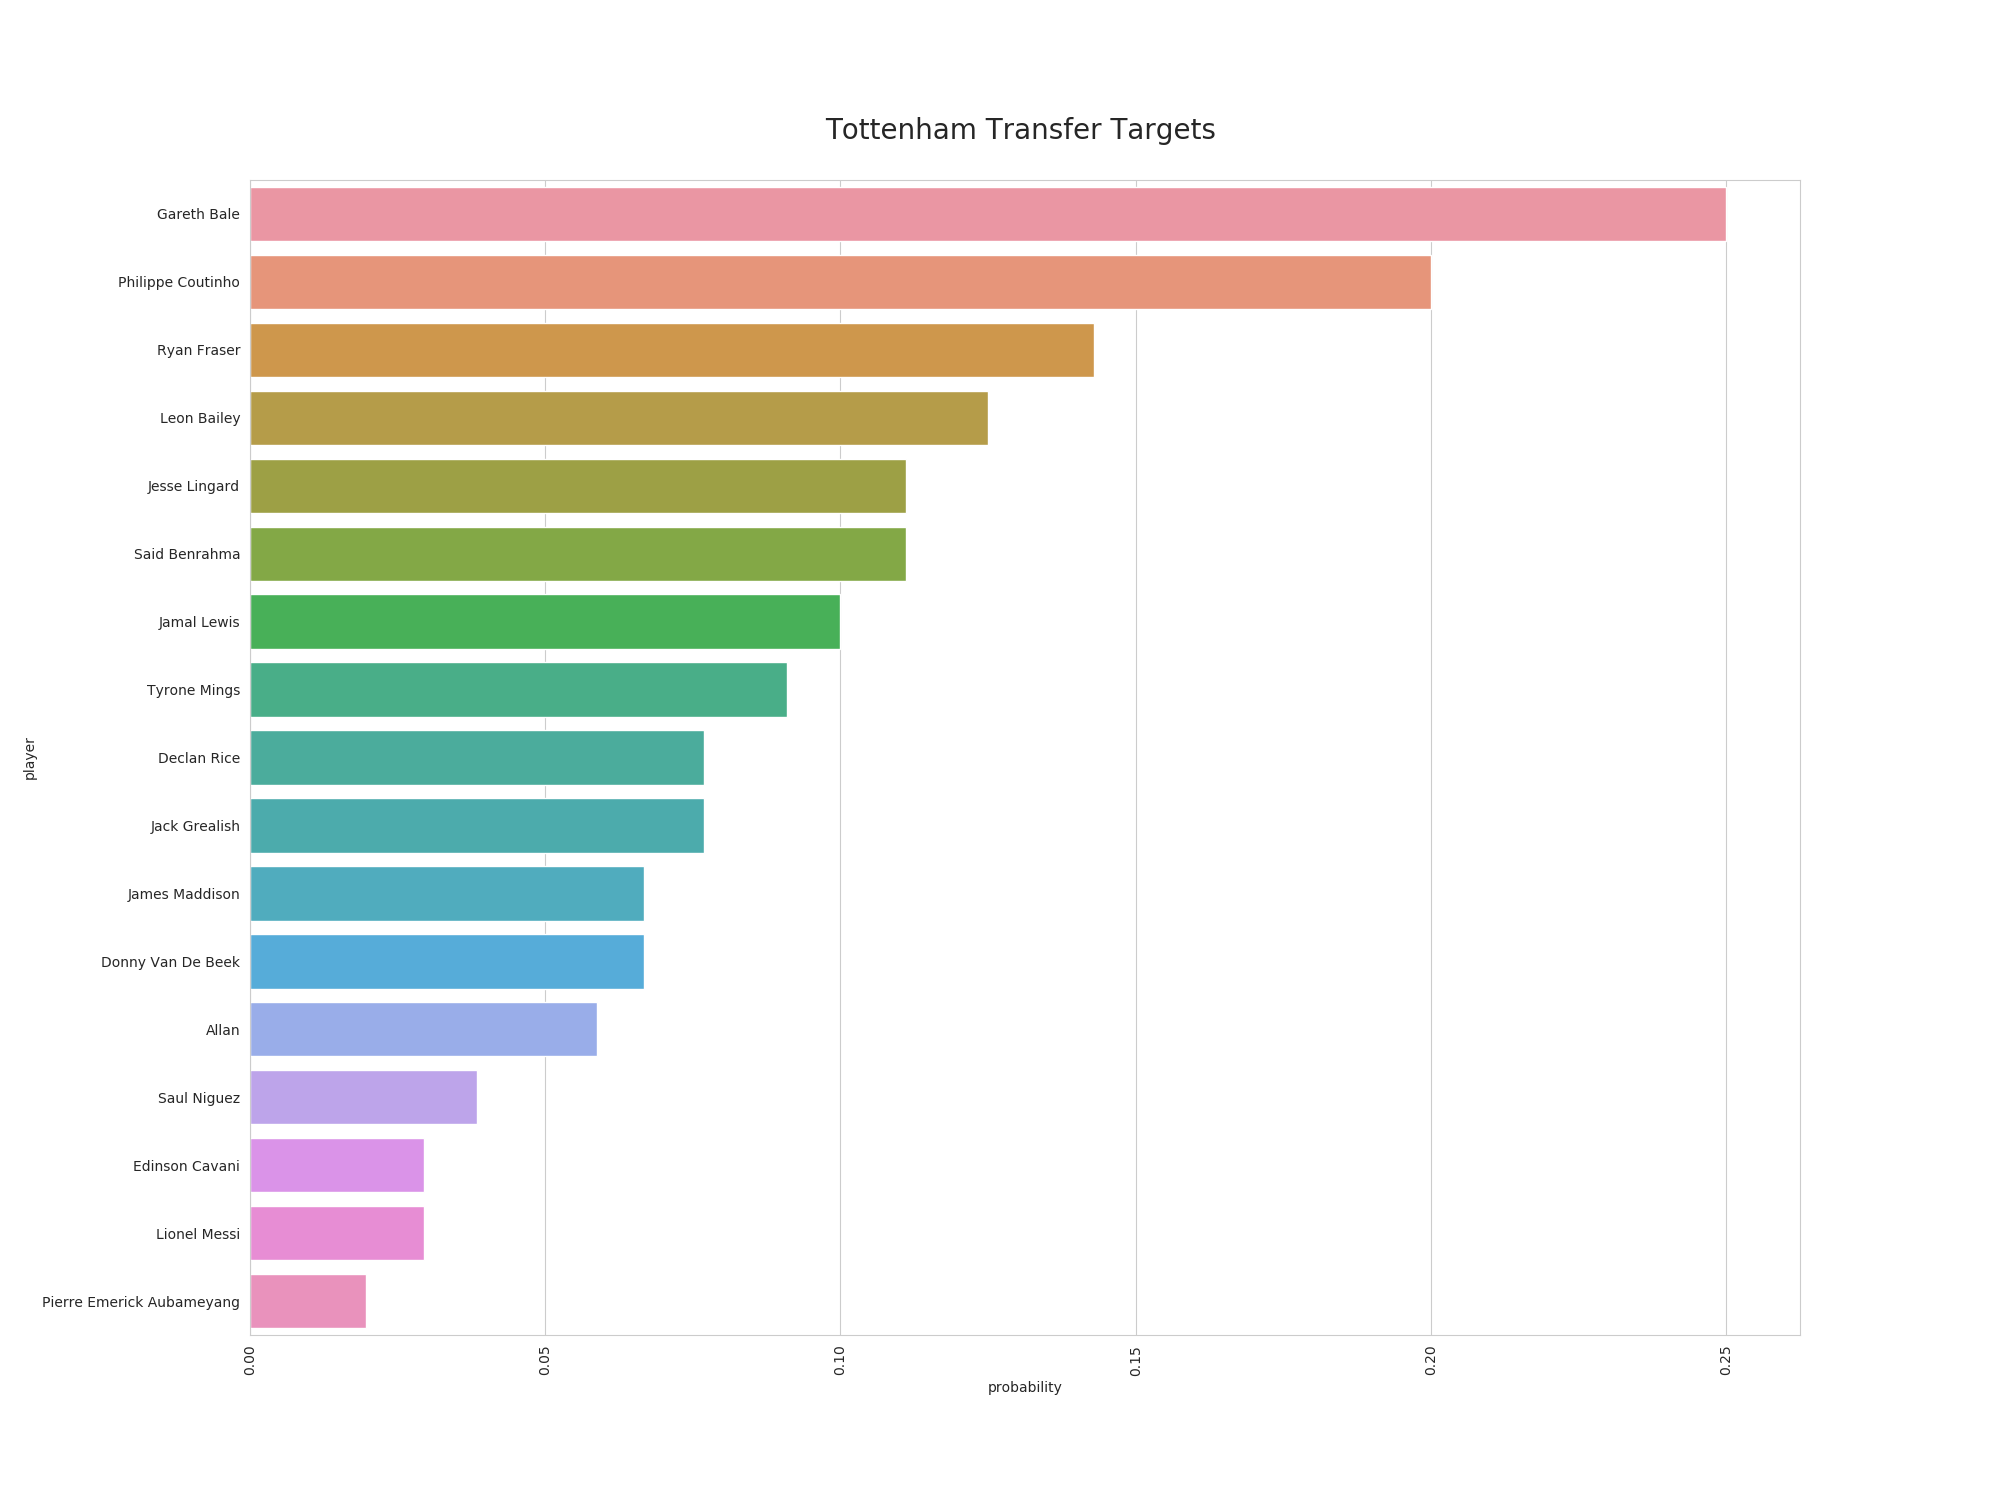 Tottenham Transfer Targets
Gareth Bale
Philippe Coutinho
Ryan Fraser
Leon Bailey
Jesse Lingard
Said Benrahma
Jamal Lewis
Tyrone Mings
Declan Rice
Jack Grealish
James Maddison
Donny Van De Beek
Allan
Saul Niguez
Edinson Cavani
Lionel Messi
Pierre Emerick Aubameyang
player
0.00
0.05
0.10
0.15
0.20
0.25
probability